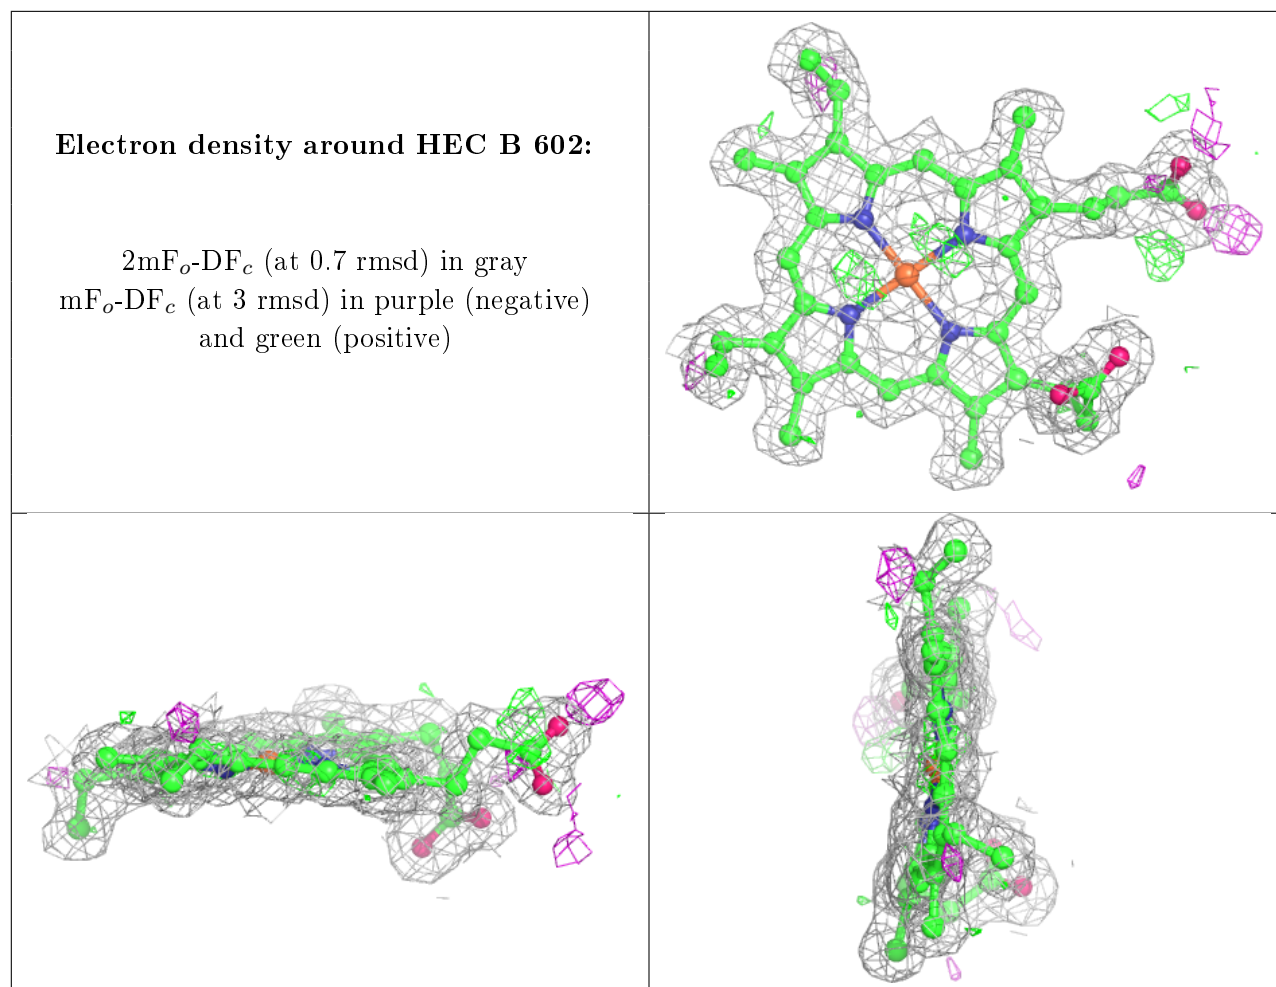 Electron density around HEC B 602:
2mFₒ-DF𝒸 (at 0.7 rmsd) in gray
mFₒ-DF𝒸 (at 3 rmsd) in purple (negative)
and green (positive)